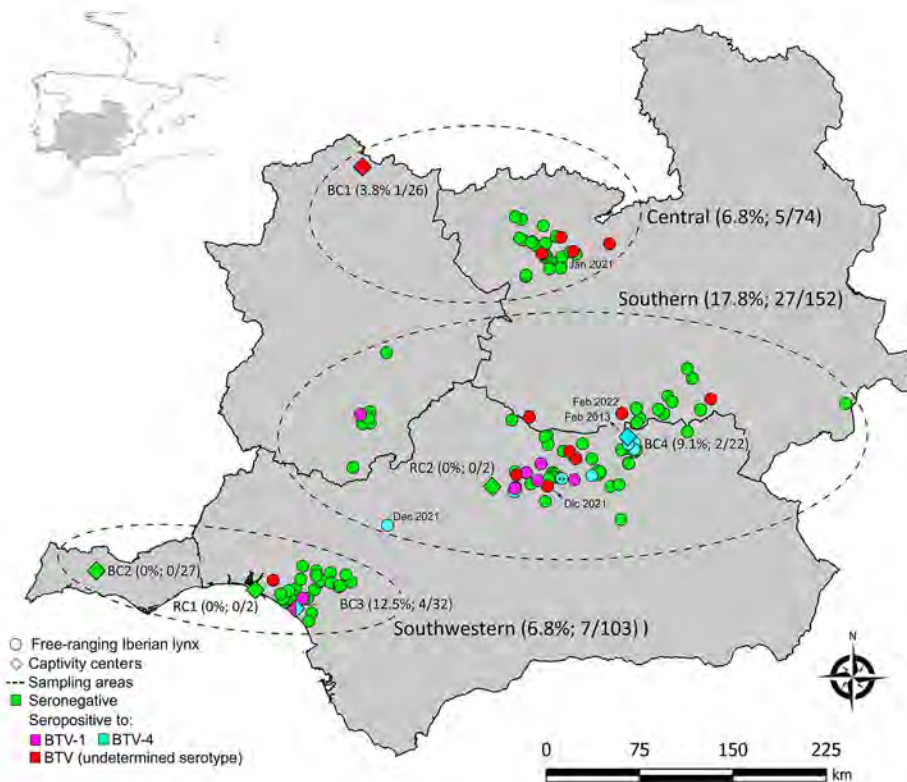 BC1 (3.8% 1/26)
Central (6.8%; 5/74)
Jan 2021
Southern (17.8%; 27/152)
Feb 2022
Feb 2013
BC4 (9.1%; 2/22)
RC2 (0%; 0/2)
Dic 2021
Dec 2021
BC2 (0%; 0/27)
RC1 (0%; 0/2)
BC3 (12.5%; 4/32)
Southwestern (6.8%; 7/103) )
Free-ranging Iberian lynx
Captivity centers
Sampling areas
Seronegative
Seropositive to:
BTV-1 BTV-4
BTV (undetermined serotype)
N
0 75 150 225
km